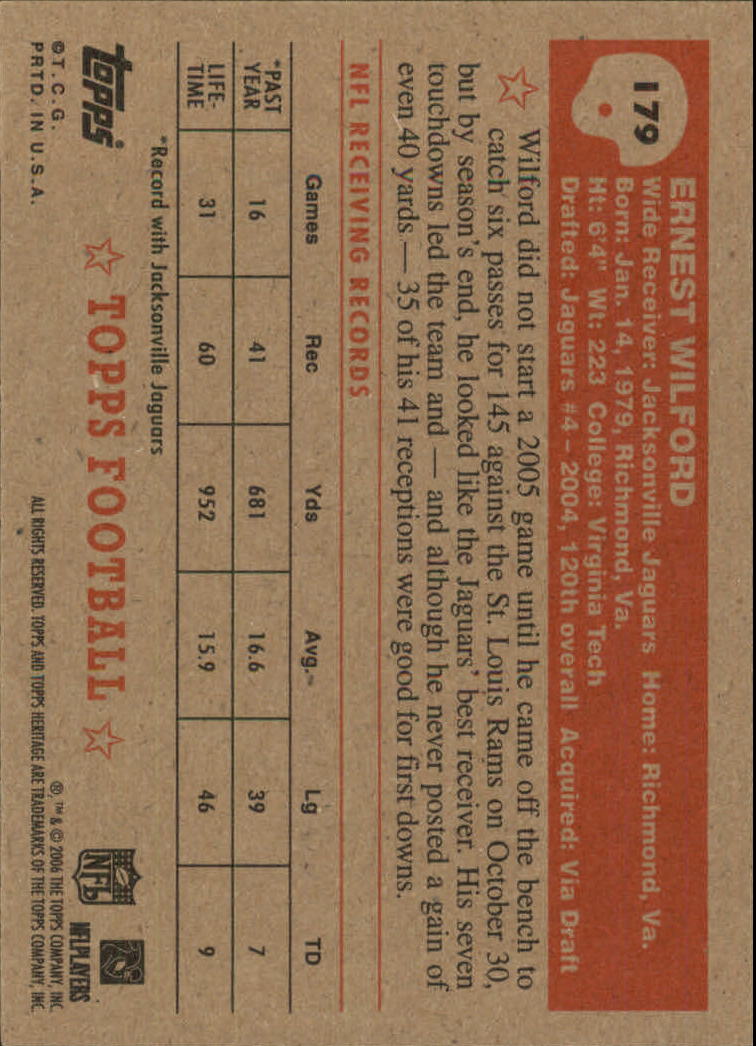 179
ERNEST WILFORD
Wide Receiver: Jacksonville Jaguars Home: Richmond, Va.
Born: Jan. 14, 1979, Richmond, Va.
Ht: 6'4" Wt: 223 College: Virginia Tech
Drafted: Jaguars #4 – 2004, 120th overall Acquired: Via Draft
Wilford did not start a 2005 game until he came off the bench to
catch six passes for 145 against the St. Louis Rams on October 30,
but by season's end, he looked like the Jaguars' best receiver. His seven
touchdowns led the team and — and although he never posted a gain of
even 40 yards — 35 of his 41 receptions were good for first downs.
NFL RECEIVING RECORDS
Games Rec Yds Avg. Lg TD
*PAST
YEAR 16 41 681 16.6 39 7
LIFE-
TIME 31 60 952 15.9 46 9
*Record with Jacksonville Jaguars
topps® ☆ TOPPS FOOTBALL ☆ NFL NFLPLAYERS
©T.C.G. ®, ™ & © 2006 THE TOPPS COMPANY, INC.
PRTD. IN U.S.A. ALL RIGHTS RESERVED. TOPPS AND TOPPS HERITAGE ARE TRADEMARKS OF THE TOPPS COMPANY, INC.